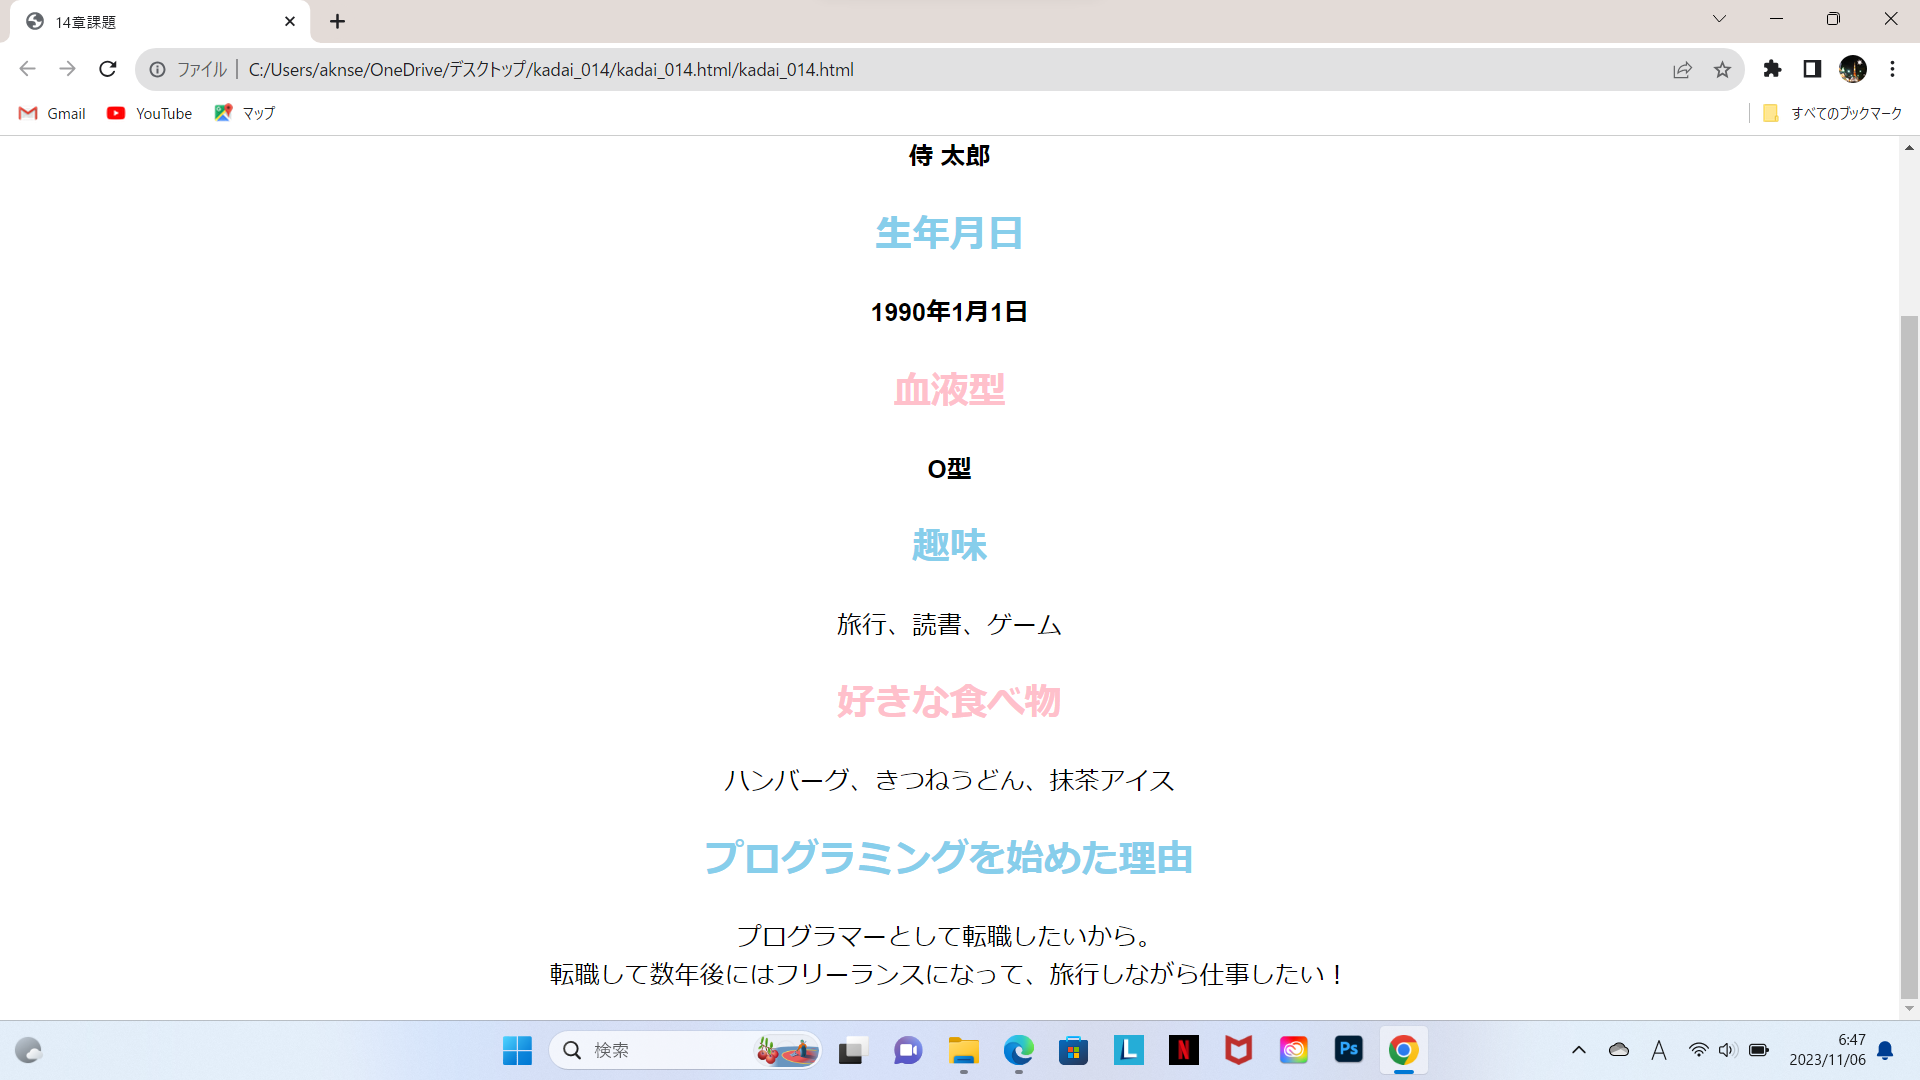 14章課題
ファイル | C:/Users/aknse/OneDrive/デスクトップ/kadai_014/kadai_014.html/kadai_014.html
Gmail YouTube マップ すべてのブックマーク
侍 太郎
生年月日
1990年1月1日
血液型
O型
趣味
旅行、読書、ゲーム
好きな食べ物
ハンバーグ、きつねうどん、抹茶アイス
プログラミングを始めた理由
プログラマーとして転職したいから。
転職して数年後にはフリーランスになって、旅行しながら仕事したい！
検索
L
N
Ps
A
6:47
2023/11/06